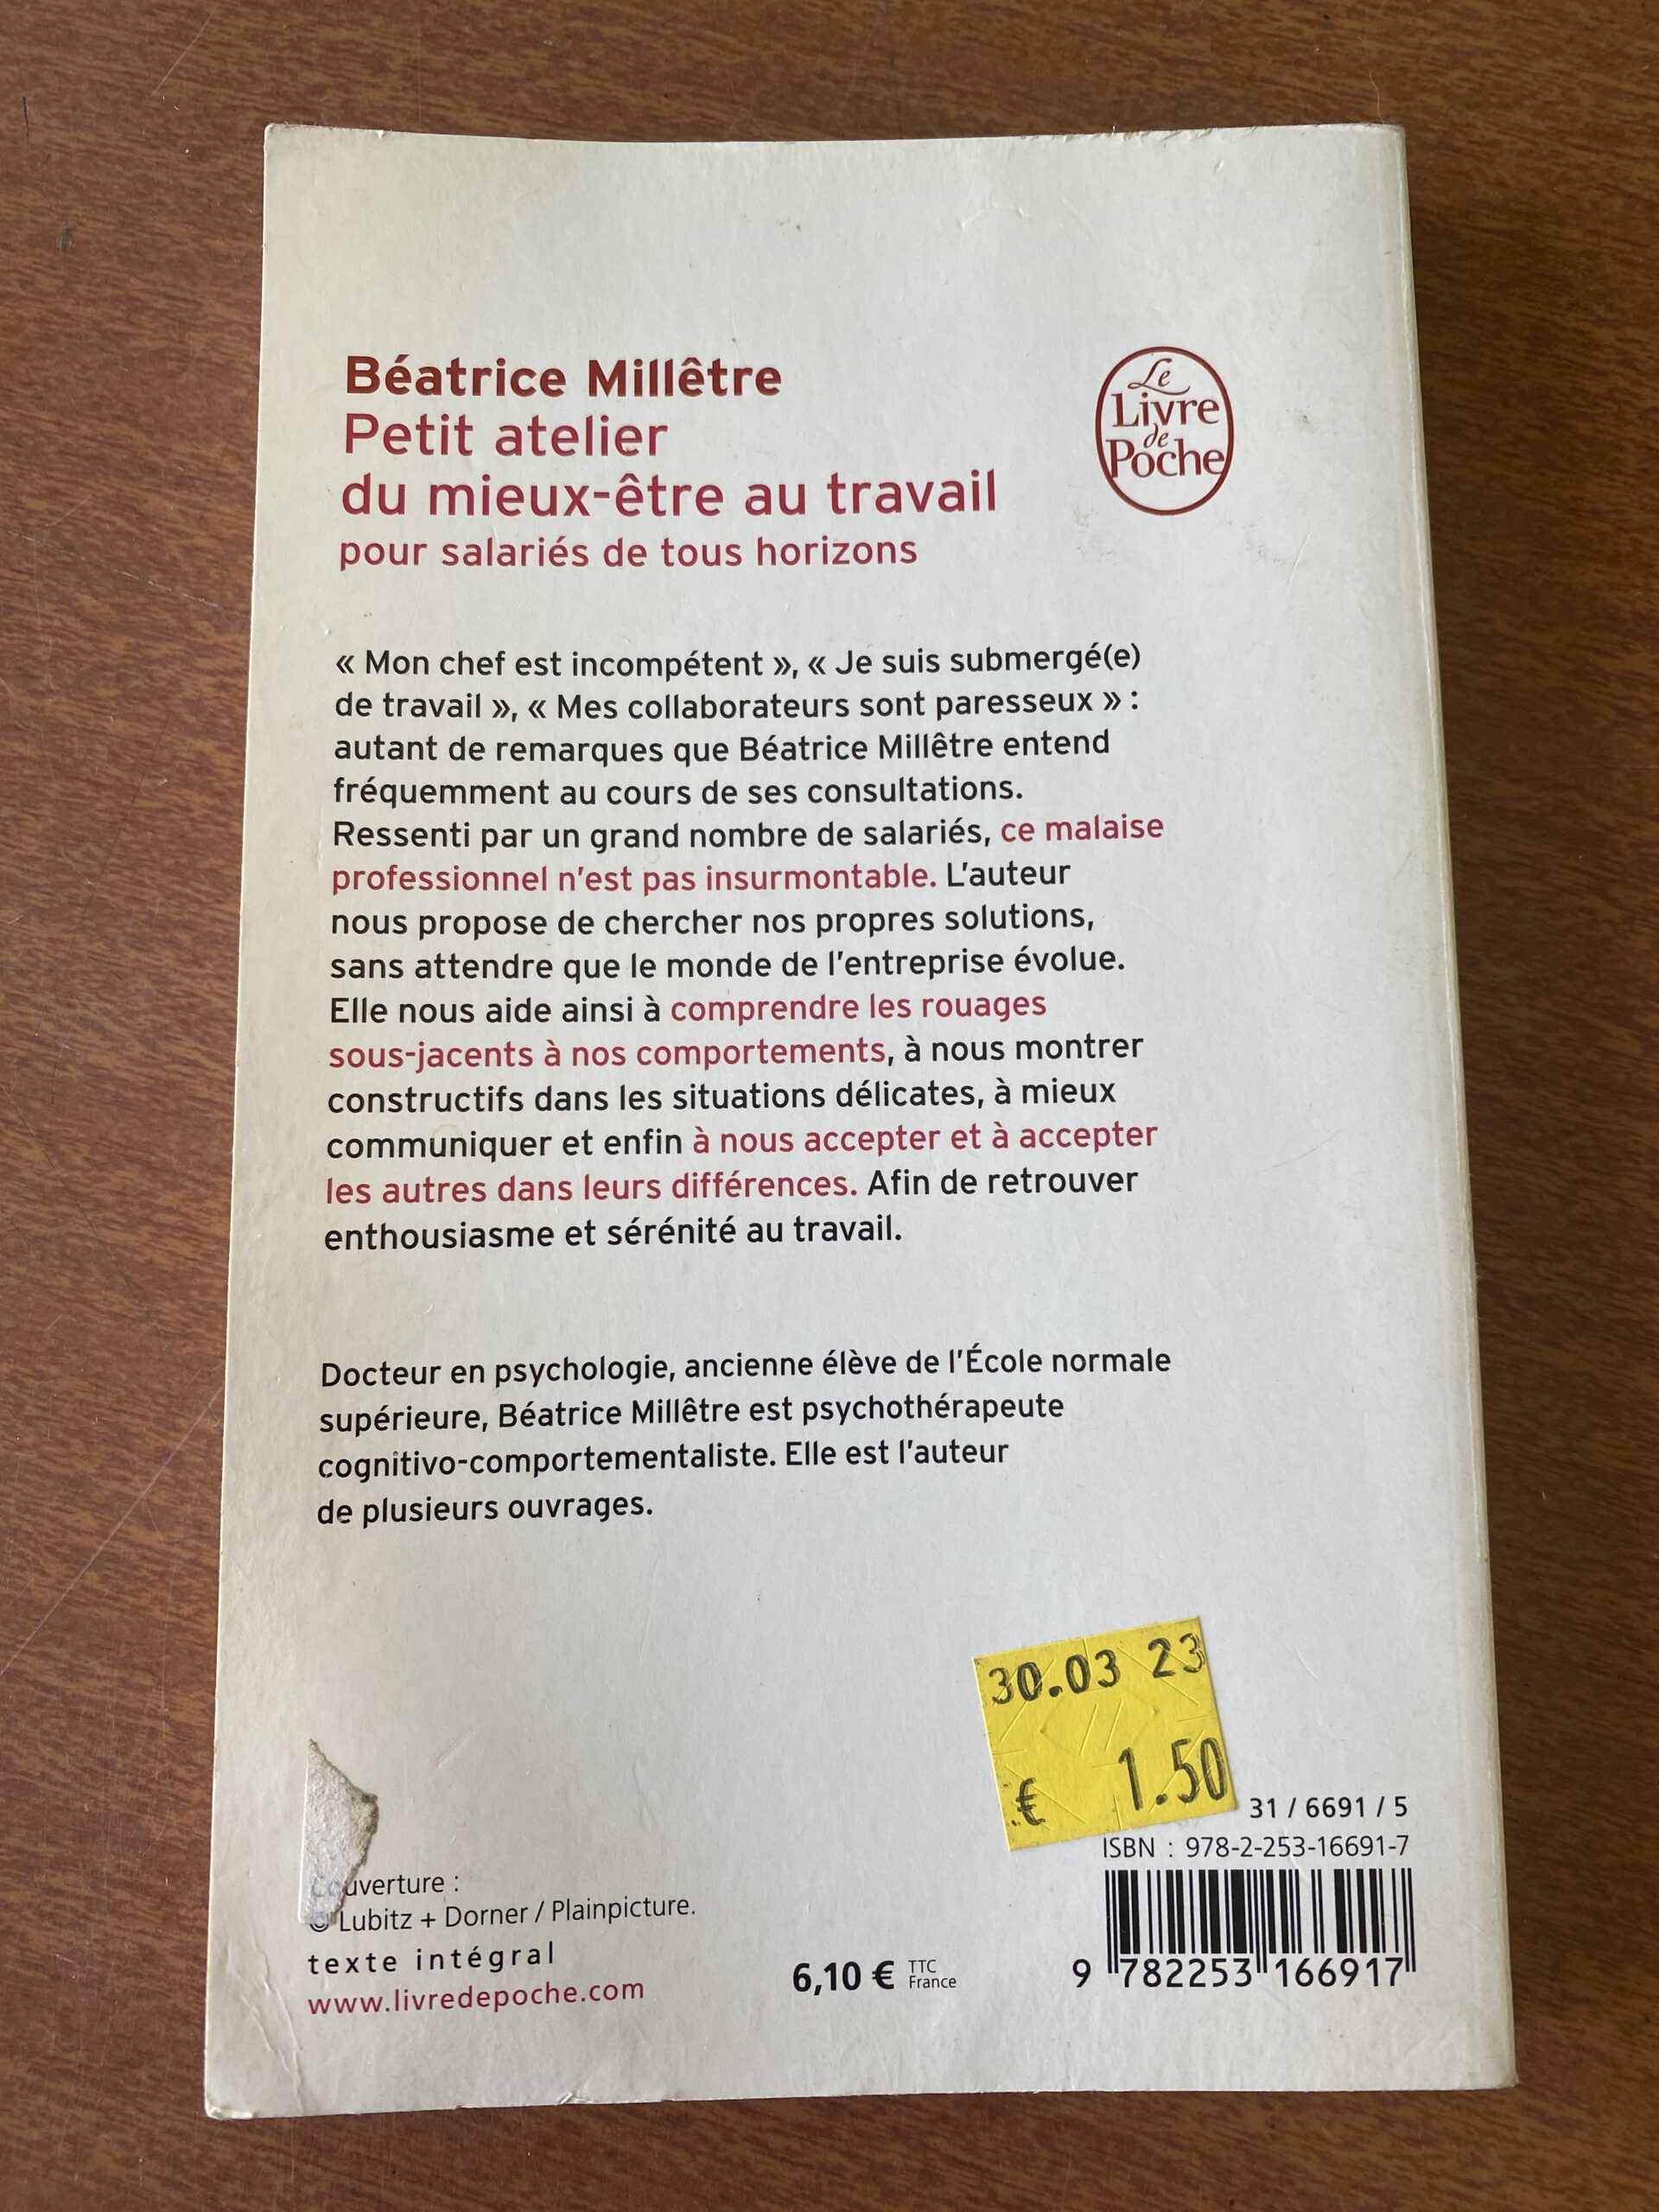 Béatrice Millêtre
Petit atelier
du mieux-être au travail
pour salariés de tous horizons
Le
Livre
de
Poche
« Mon chef est incompétent », « Je suis submergé(e)
de travail », « Mes collaborateurs sont paresseux » :
autant de remarques que Béatrice Millêtre entend
fréquemment au cours de ses consultations.
Ressenti par un grand nombre de salariés, ce malaise
professionnel n'est pas insurmontable. L'auteur
nous propose de chercher nos propres solutions,
sans attendre que le monde de l'entreprise évolue.
Elle nous aide ainsi à comprendre les rouages
sous-jacents à nos comportements, à nous montrer
constructifs dans les situations délicates, à mieux
communiquer et enfin à nous accepter et à accepter
les autres dans leurs différences. Afin de retrouver
enthousiasme et sérénité au travail.
Docteur en psychologie, ancienne élève de l'École normale
supérieure, Béatrice Millêtre est psychothérapeute
cognitivo-comportementaliste. Elle est l'auteur
de plusieurs ouvrages.
30.03 23
€ 1.50
31 / 6691 / 5
ISBN : 978-2-253-16691-7
Couverture :
© Lubitz + Dorner / Plainpicture.
texte intégral
www.livredepoche.com
6,10 € TTC
France
9 782253 166917